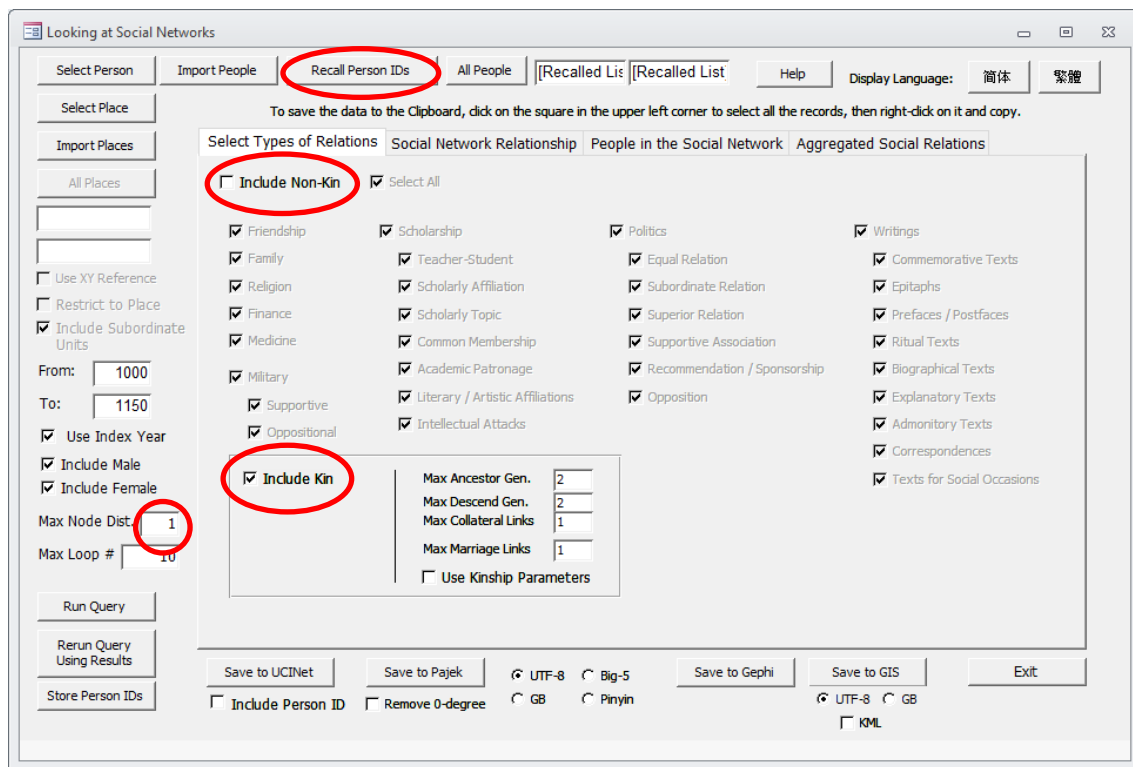 Looking at Social Networks
Select Person Import People Recall Person IDs All People [Recalled Lis [Recalled List Help Display Language: 简体 繁體
Select Place
To save the data to the Clipboard, click on the square in the upper left corner to select all the records, then right-click on it and copy.
Import Places
Select Types of Relations Social Network Relationship People in the Social Network Aggregated Social Relations
All Places
Include Non-Kin Select All
Friendship Scholarship Politics Writings
Family Teacher-Student Equal Relation Commemorative Texts
Use XY Reference
Religion Scholarly Affiliation Subordinate Relation Epitaphs
Restrict to Place
Finance Scholarly Topic Superior Relation Prefaces / Postfaces
Include Subordinate
Units
Medicine Common Membership Supportive Association Ritual Texts
From: 1000
Military Academic Patronage Recommendation / Sponsorship Biographical Texts
To: 1150
Supportive Literary / Artistic Affiliations Opposition Explanatory Texts
Oppositional Intellectual Attacks Admonitory Texts
Use Index Year
Correspondences
Include Male
Include Kin Max Ancestor Gen. 2 Texts for Social Occasions
Include Female
Max Descend Gen. 2
Max Node Dist. 1
Max Collateral Links 1
Max Loop # 10
Max Marriage Links 1
Use Kinship Parameters
Run Query
Rerun Query
Using Results
Save to UCINet Save to Pajek UTF-8 Big-5 Save to Gephi Save to GIS Exit
Store Person IDs
Include Person ID Remove 0-degree GB Pinyin UTF-8 GB
KML